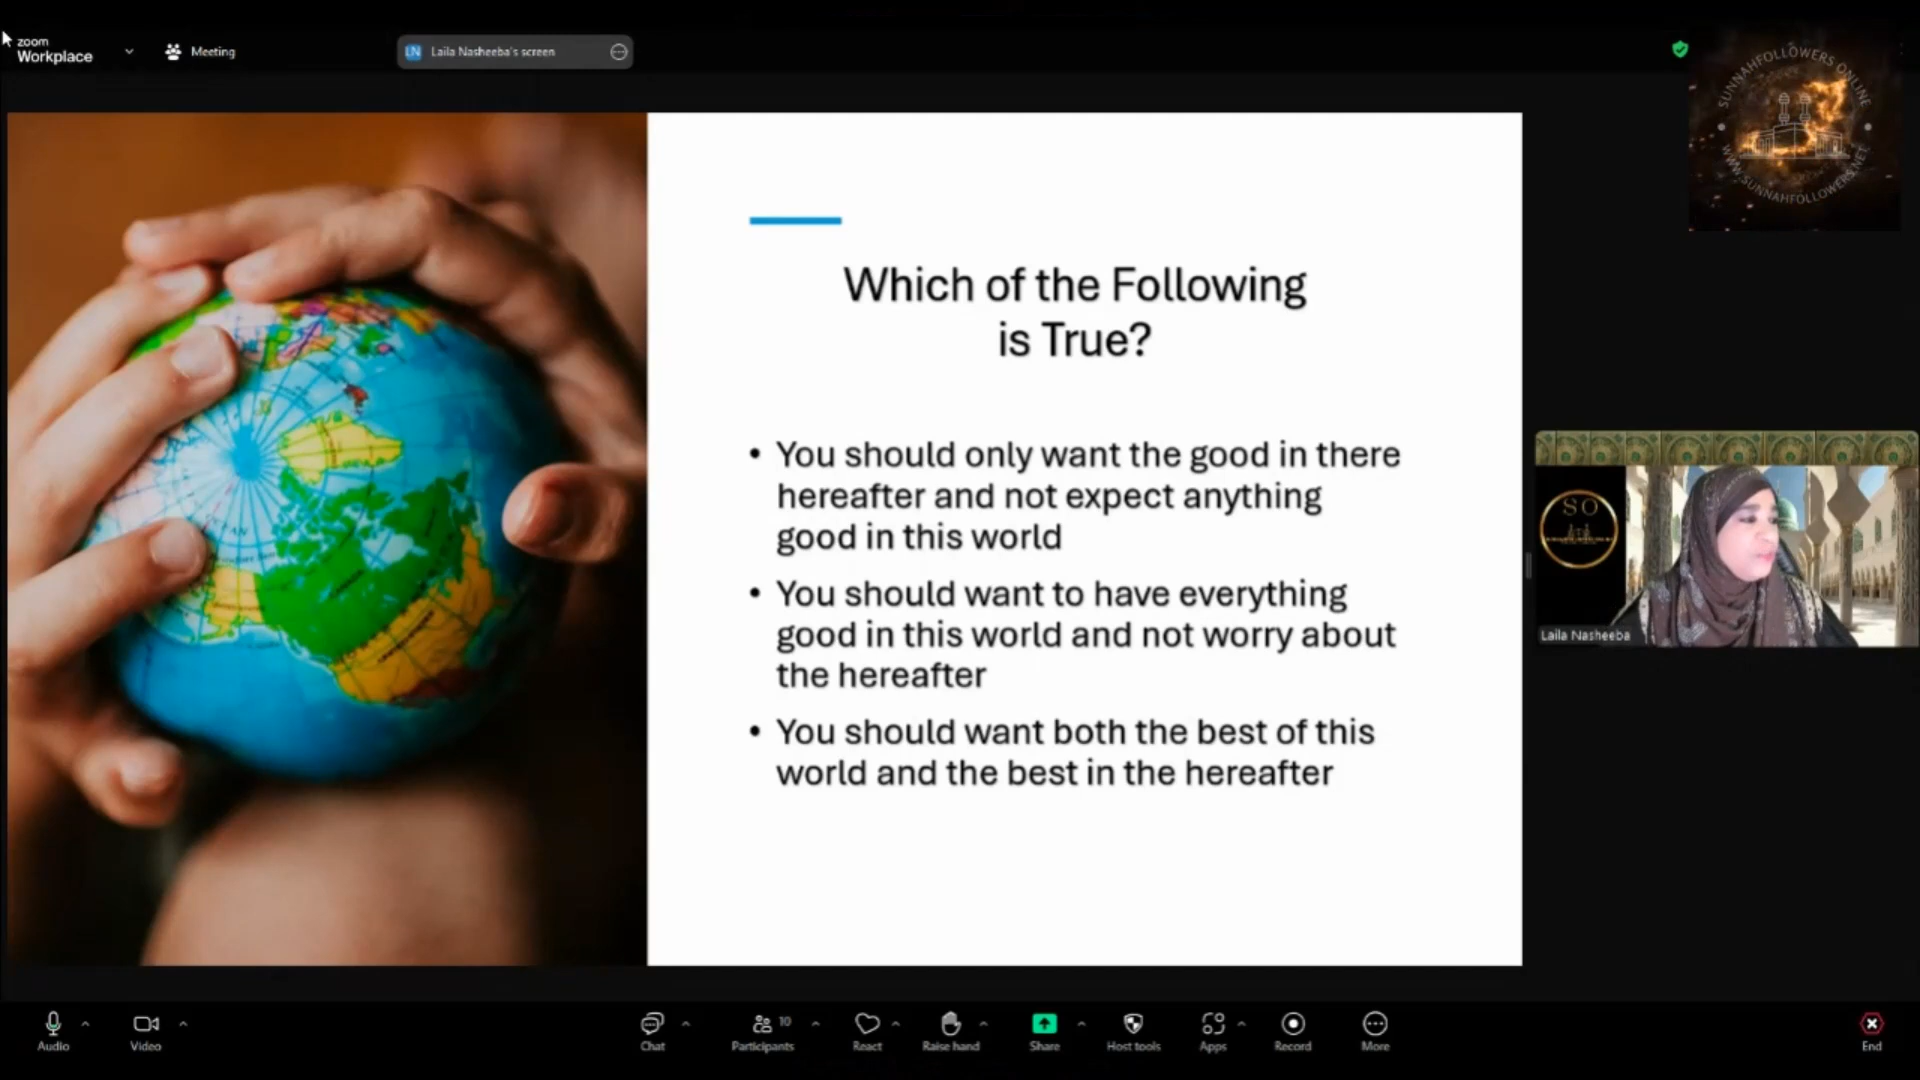 zoom
Workplace
Meeting
LN Laila Nasheeba's screen
SUNNAHFOLLOWERS ONLINE
WWW.SUNNAHFOLLOWERS.NET
Which of the Following
is True?
• You should only want the good in there
hereafter and not expect anything
good in this world
• You should want to have everything
good in this world and not worry about
the hereafter
• You should want both the best of this
world and the best in the hereafter
SO
Laila Nasheeba
Audio
Video
Chat
10
Participants
React
Raise hand
Share
Host tools
Apps
Record
More
End